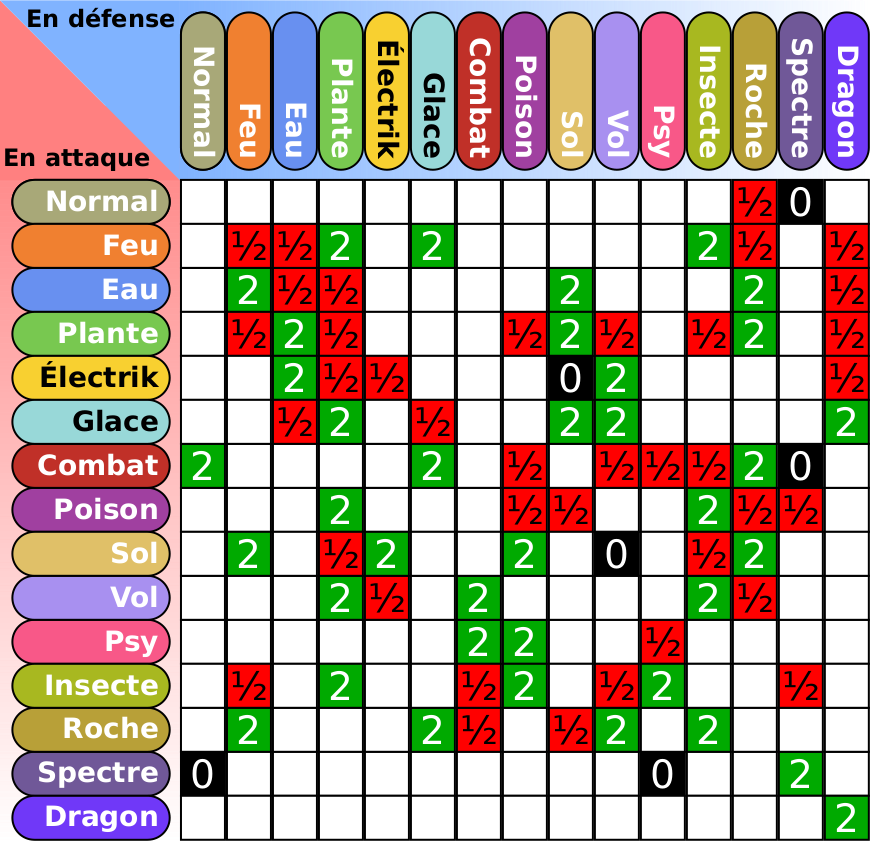 En défense
En attaque
Normal Feu Eau Plante Électrik Glace Combat Poison Sol Vol Psy Insecte Roche Spectre Dragon
Normal ½ 0
Feu ½ ½ 2 2 2 ½ ½
Eau 2 ½ ½ 2 2 ½
Plante ½ 2 ½ ½ 2 ½ ½ 2 ½
Électrik 2 ½ ½ 0 2 ½
Glace ½ 2 ½ 2 2 2
Combat 2 2 ½ ½ ½ ½ 2 0
Poison 2 ½ ½ 2 ½ ½
Sol 2 ½ 2 2 0 ½ 2
Vol 2 ½ 2 2 ½
Psy 2 2 ½
Insecte ½ 2 ½ 2 ½ 2 ½
Roche 2 2 ½ ½ 2 2
Spectre 0 0 2
Dragon 2